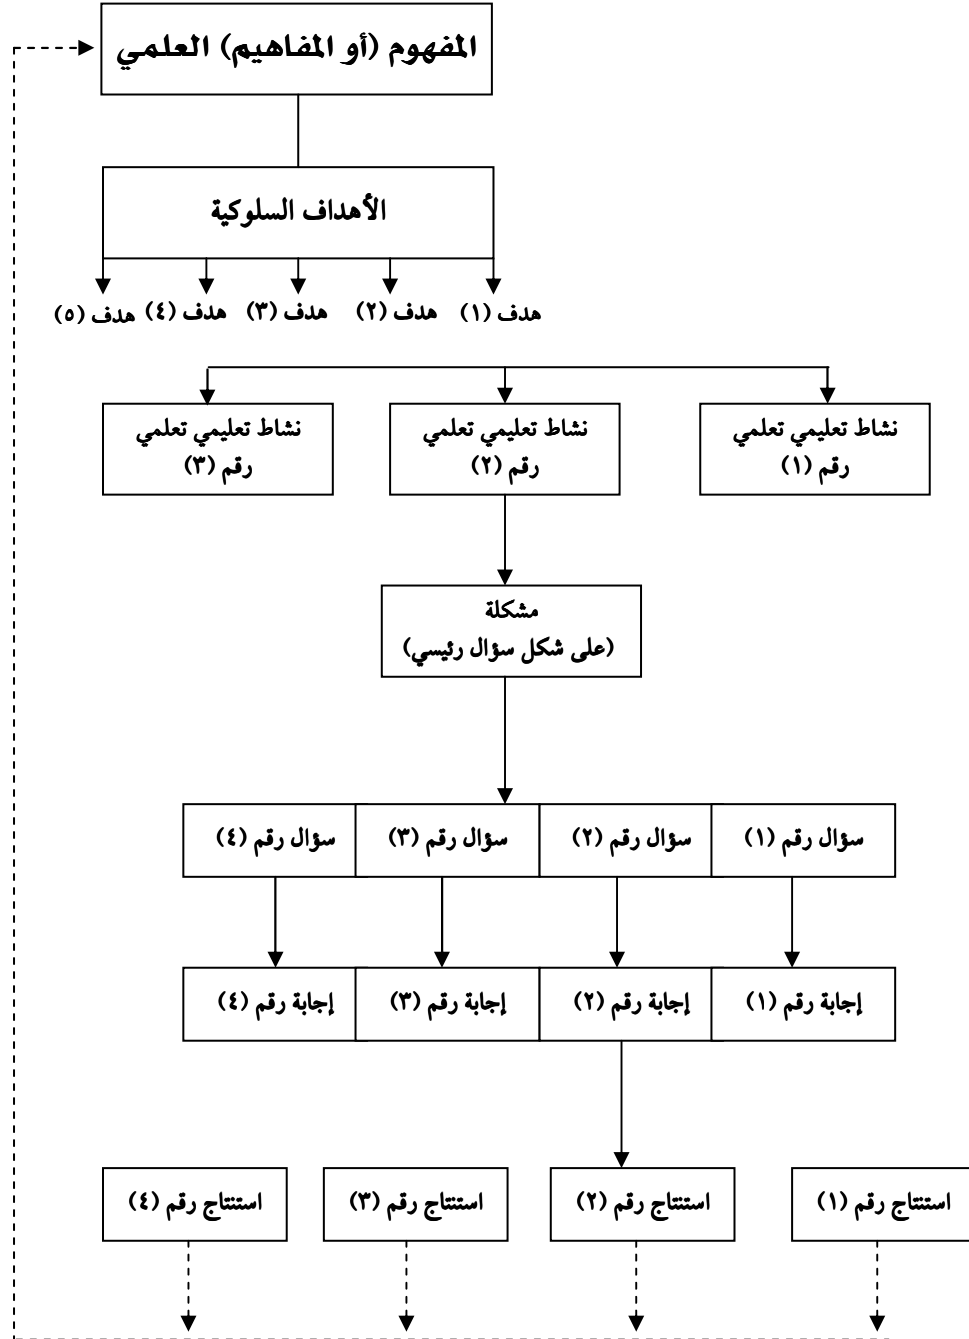 المفهوم (أو المفاهيم) العلمي
الأهداف السلوكية
هدف (١) هدف (٢) هدف (٣) هدف (٤) هدف (٥)
نشاط تعليمي تعلمي
رقم (١)
نشاط تعليمي تعلمي
رقم (٢)
نشاط تعليمي تعلمي
رقم (٣)
مشكلة
(على شكل سؤال رئيسي)
سؤال رقم (١) سؤال رقم (٢) سؤال رقم (٣) سؤال رقم (٤)
إجابة رقم (١) إجابة رقم (٢) إجابة رقم (٣) إجابة رقم (٤)
استنتاج رقم (١) استنتاج رقم (٢) استنتاج رقم (٣) استنتاج رقم (٤)